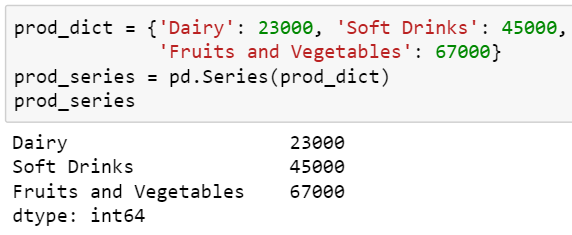 prod_dict = {'Dairy': 23000, 'Soft Drinks': 45000,
             'Fruits and Vegetables': 67000}
prod_series = pd.Series(prod_dict)
prod_series
Dairy                    23000
Soft Drinks              45000
Fruits and Vegetables    67000
dtype: int64